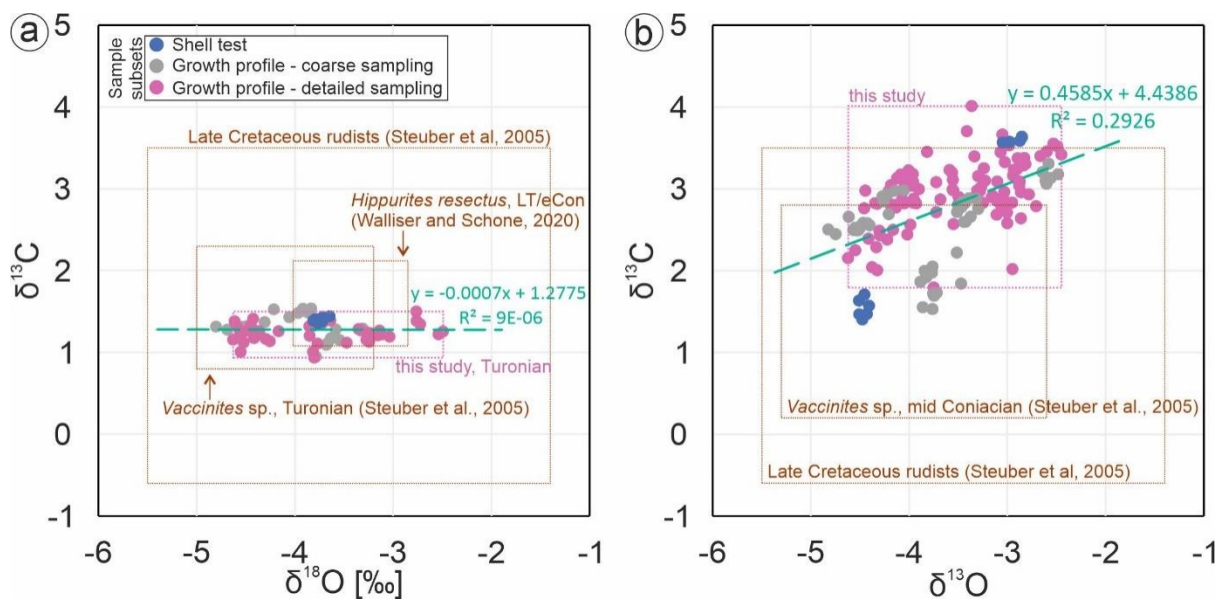 a
Sample
subsets
Shell test
Growth profile - coarse sampling
Growth profile - detailed sampling
Late Cretaceous rudists (Steuber et al, 2005)
Hippurites resectus, LT/eCon
(Walliser and Schone, 2020)
y = -0.0007x + 1.2775
R² = 9E-06
this study, Turonian
Vaccinites sp., Turonian (Steuber et al., 2005)
5
4
3
2
1
0
-1
δ¹³C
-6
-5
-4
-3
-2
-1
δ¹⁸O [‰]
b
this study
y = 0.4585x + 4.4386
R² = 0.2926
Vaccinites sp., mid Coniacian (Steuber et al., 2005)
Late Cretaceous rudists (Steuber et al, 2005)
5
4
3
2
1
0
-1
δ¹³C
-6
-5
-4
-3
-2
-1
δ¹³O